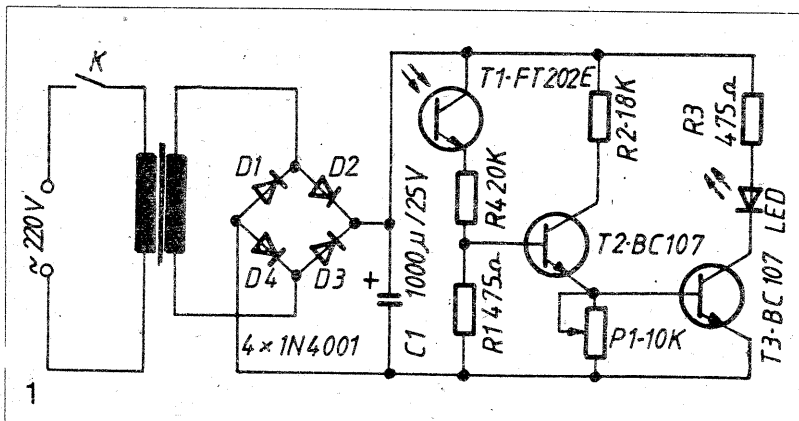 K
~220V
D1
D2
D4
D3
4×1N4001
+
C1 1000µ/25V
T1-FT202E
R4 20K
R1 475Ω
R2-18K
T2-BC107
P1-10K
R3
475Ω
LED
T3-BC107
1